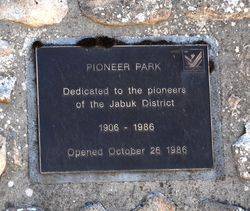 PIONEER PARK
Dedicated to the pioneers
of the Jabuk District
1906 - 1986
Opened October 26 1986